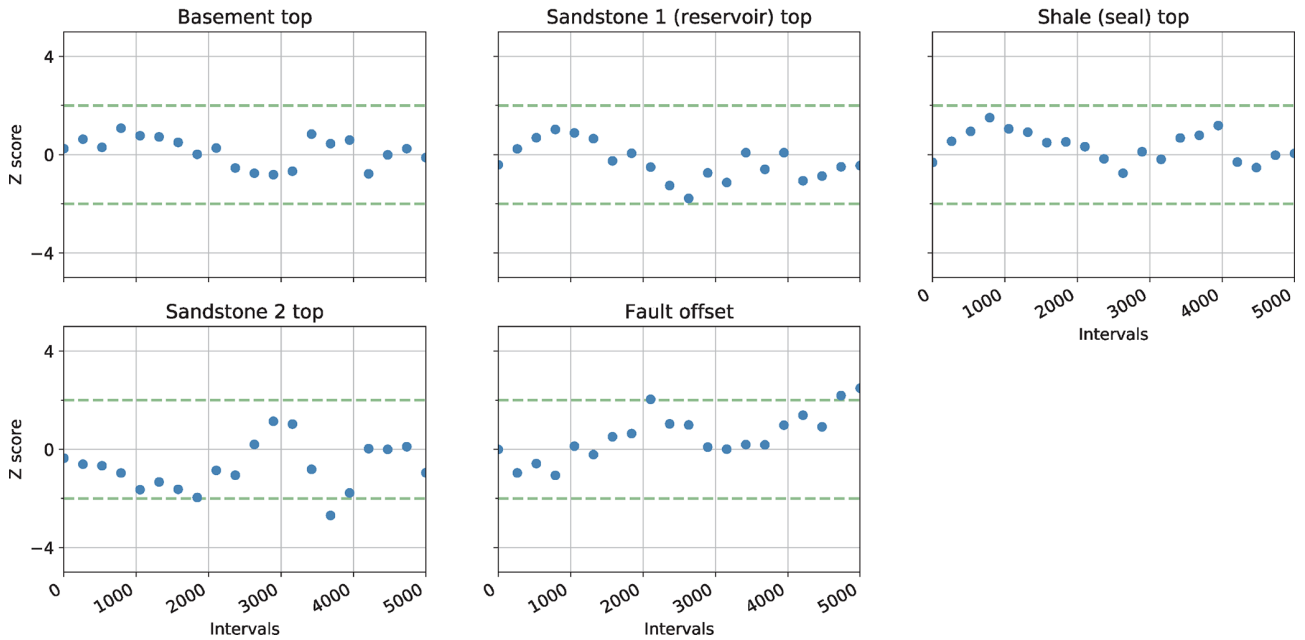 Basement top
Sandstone 1 (reservoir) top
Shale (seal) top
4
0
−4
Z score
0
1000
2000
3000
4000
5000
Intervals
Sandstone 2 top
Fault offset
4
0
−4
Z score
0
1000
2000
3000
4000
5000
Intervals
0
1000
2000
3000
4000
5000
Intervals